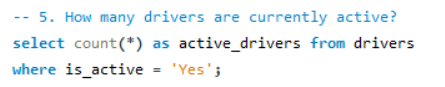 -- 5. How many drivers are currently active?
select count(*) as active_drivers from drivers
where is_active = 'Yes';